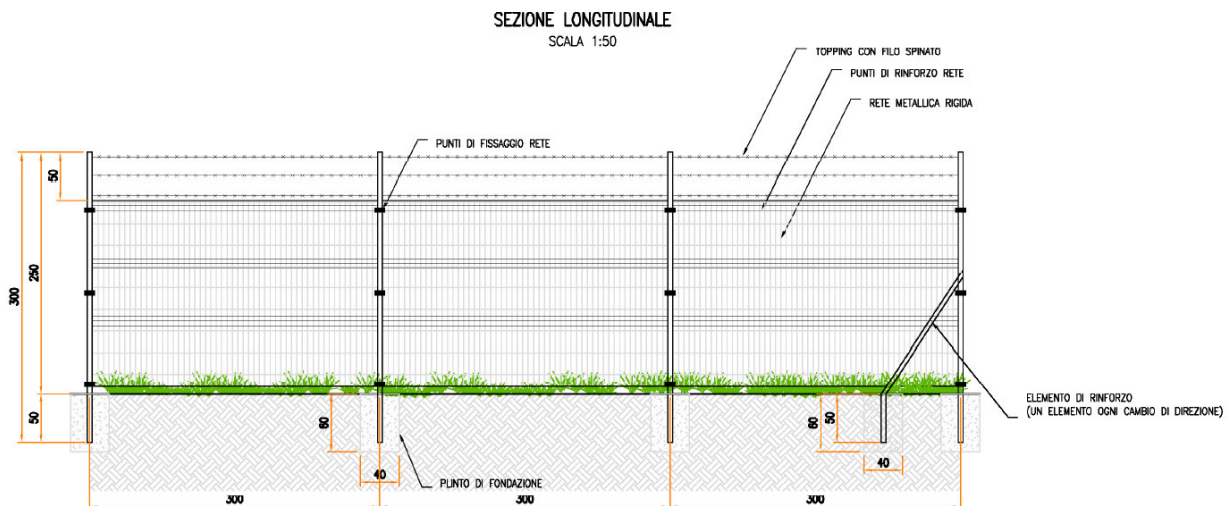 SEZIONE LONGITUDINALE
SCALA 1:50
TOPPING CON FILO SPINATO
PUNTI DI RINFORZO RETE
RETE METALLICA RIGIDA
PUNTI DI FISSAGGIO RETE
50
250
300
50
60
40
PUNTO DI FONDAZIONE
60
50
40
ELEMENTO DI RINFORZO
(UN ELEMENTO OGNI CAMBIO DI DIREZIONE)
300
300
300